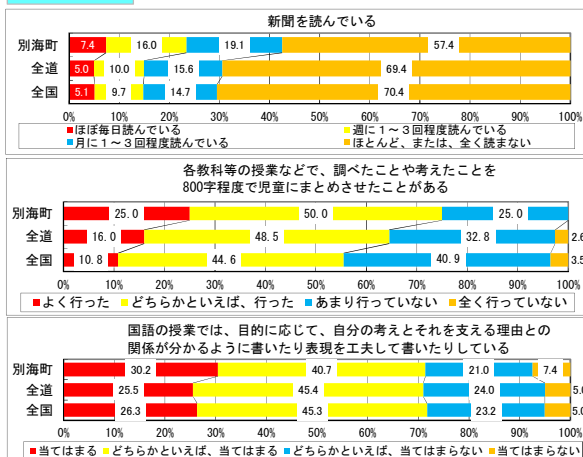 新聞を読んでいる
別海町 7.4 16.0 19.1 57.4
全道 5.0 10.0 15.6 69.4
全国 5.1 9.7 14.7 70.4
0% 10% 20% 30% 40% 50% 60% 70% 80% 90% 100%
ほぼ毎日読んでいる 週に1~3回程度読んでいる
月に1~3回程度読んでいる ほとんど、または、全く読まない
各教科等の授業などで、調べたことや考えたことを
800字程度で児童にまとめさせたことがある
別海町 25.0 50.0 25.0
全道 16.0 48.5 32.8 2.6
全国 10.8 44.6 40.9 3.5
0% 10% 20% 30% 40% 50% 60% 70% 80% 90% 100%
よく行った どちらかといえば、行った あまり行っていない 全く行っていない
国語の授業では、目的に応じて、自分の考えとそれを支える理由との
関係が分かるように書いたり表現を工夫して書いたりしている
別海町 30.2 40.7 21.0 7.4
全道 25.5 45.4 24.0 5.0
全国 26.3 45.3 23.2 5.0
0% 10% 20% 30% 40% 50% 60% 70% 80% 90% 100%
当てはまる どちらかといえば、当てはまる どちらかといえば、当てはまらない 当てはまらない